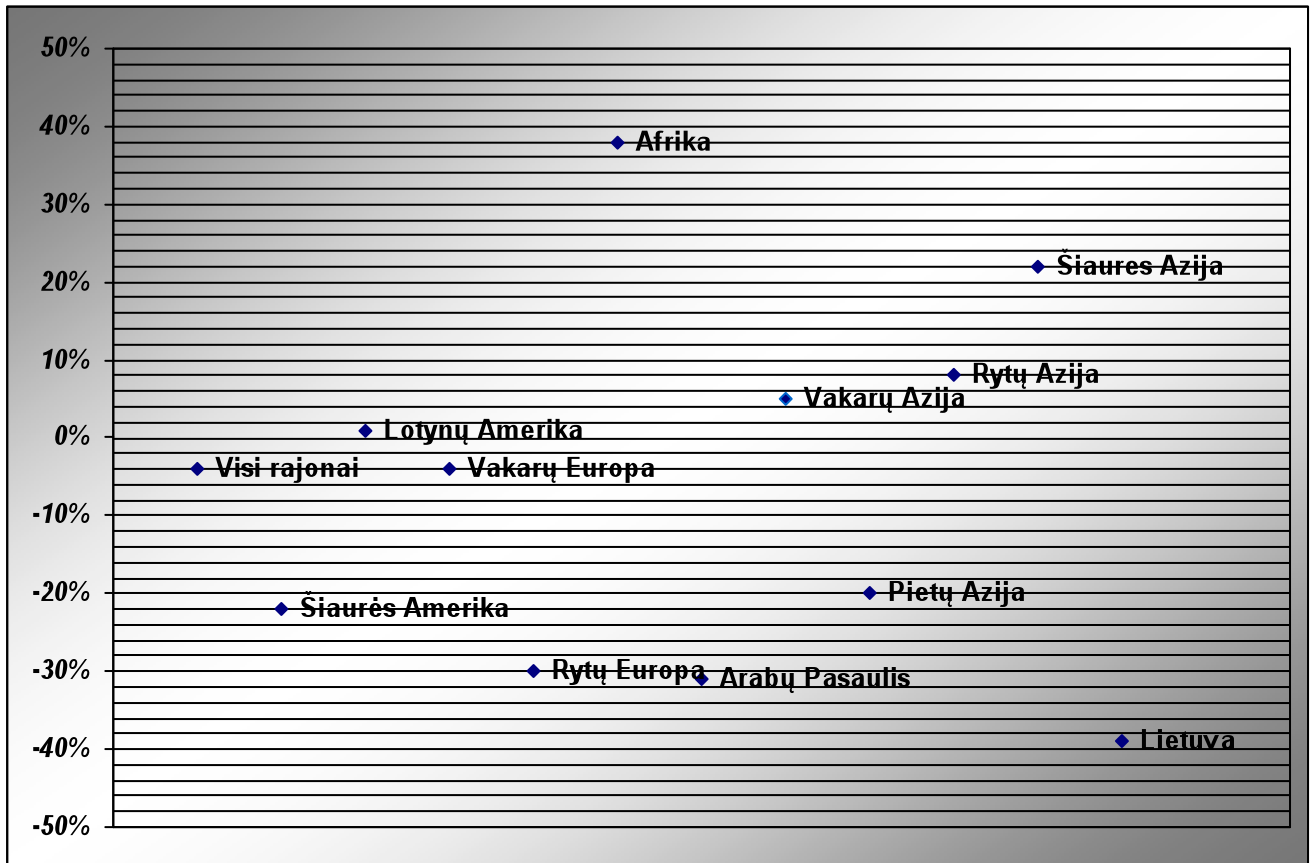 50%
40%
Afrika
30%
Šiaures Azija
20%
10%
Rytų Azija
Vakarų Azija
Lotynų Amerika
0%
Visi rajonai
Vakarų Europa
-10%
-20%
Pietų Azija
Šiaurės Amerika
-30%
Rytų Europa
Arabų Pasaulis
-40%
Lietuva
-50%